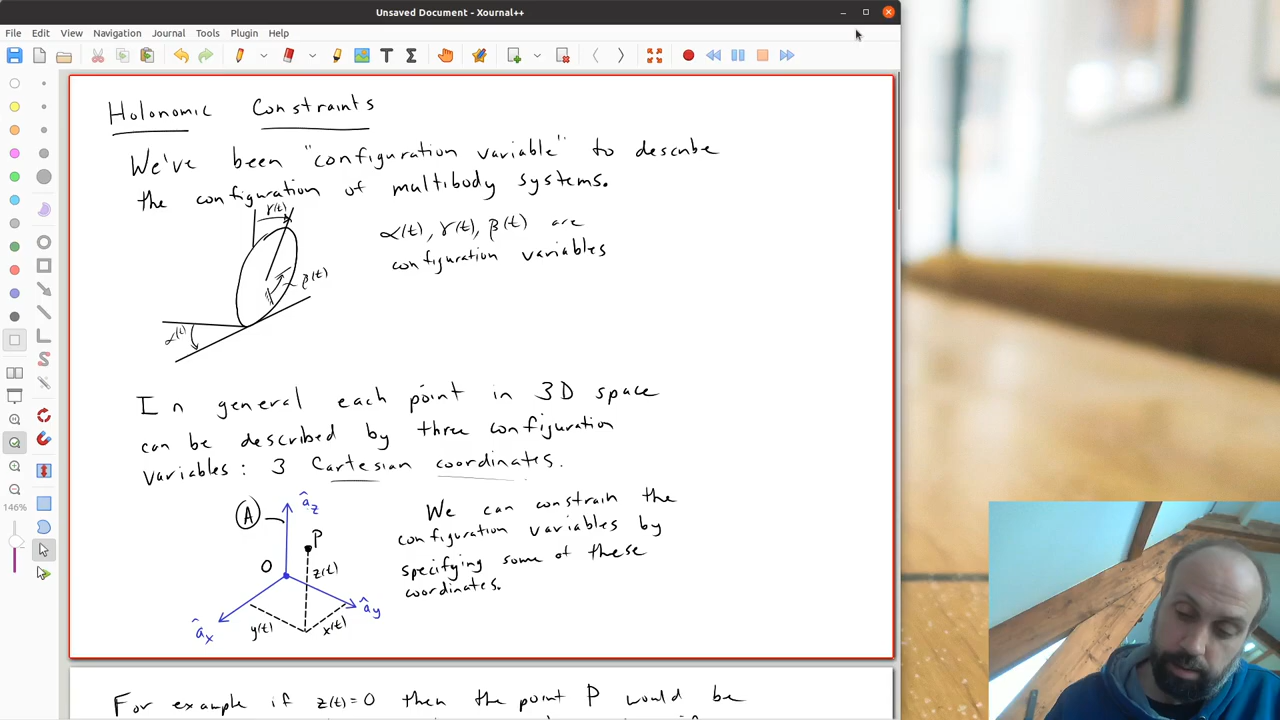 Unsaved Document - Xournal++
File Edit View Navigation Journal Tools Plugin Help
Holonomic Constraints
We've been "configuration variable" to describe
the configuration of multibody systems.
γ(t)
α(t), γ(t), β(t) are
configuration variables
β(t)
α(t)
In general each point in 3D space
can be described by three configuration
variables: 3 Cartesian coordinates.
A
â_z
P
O
z(t)
â_y
â_x
y(t)
x(t)
We can constrain the
configuration variables by
specifying some of these
coordinates.
146%
For example if z(t)=0 then the point P would be